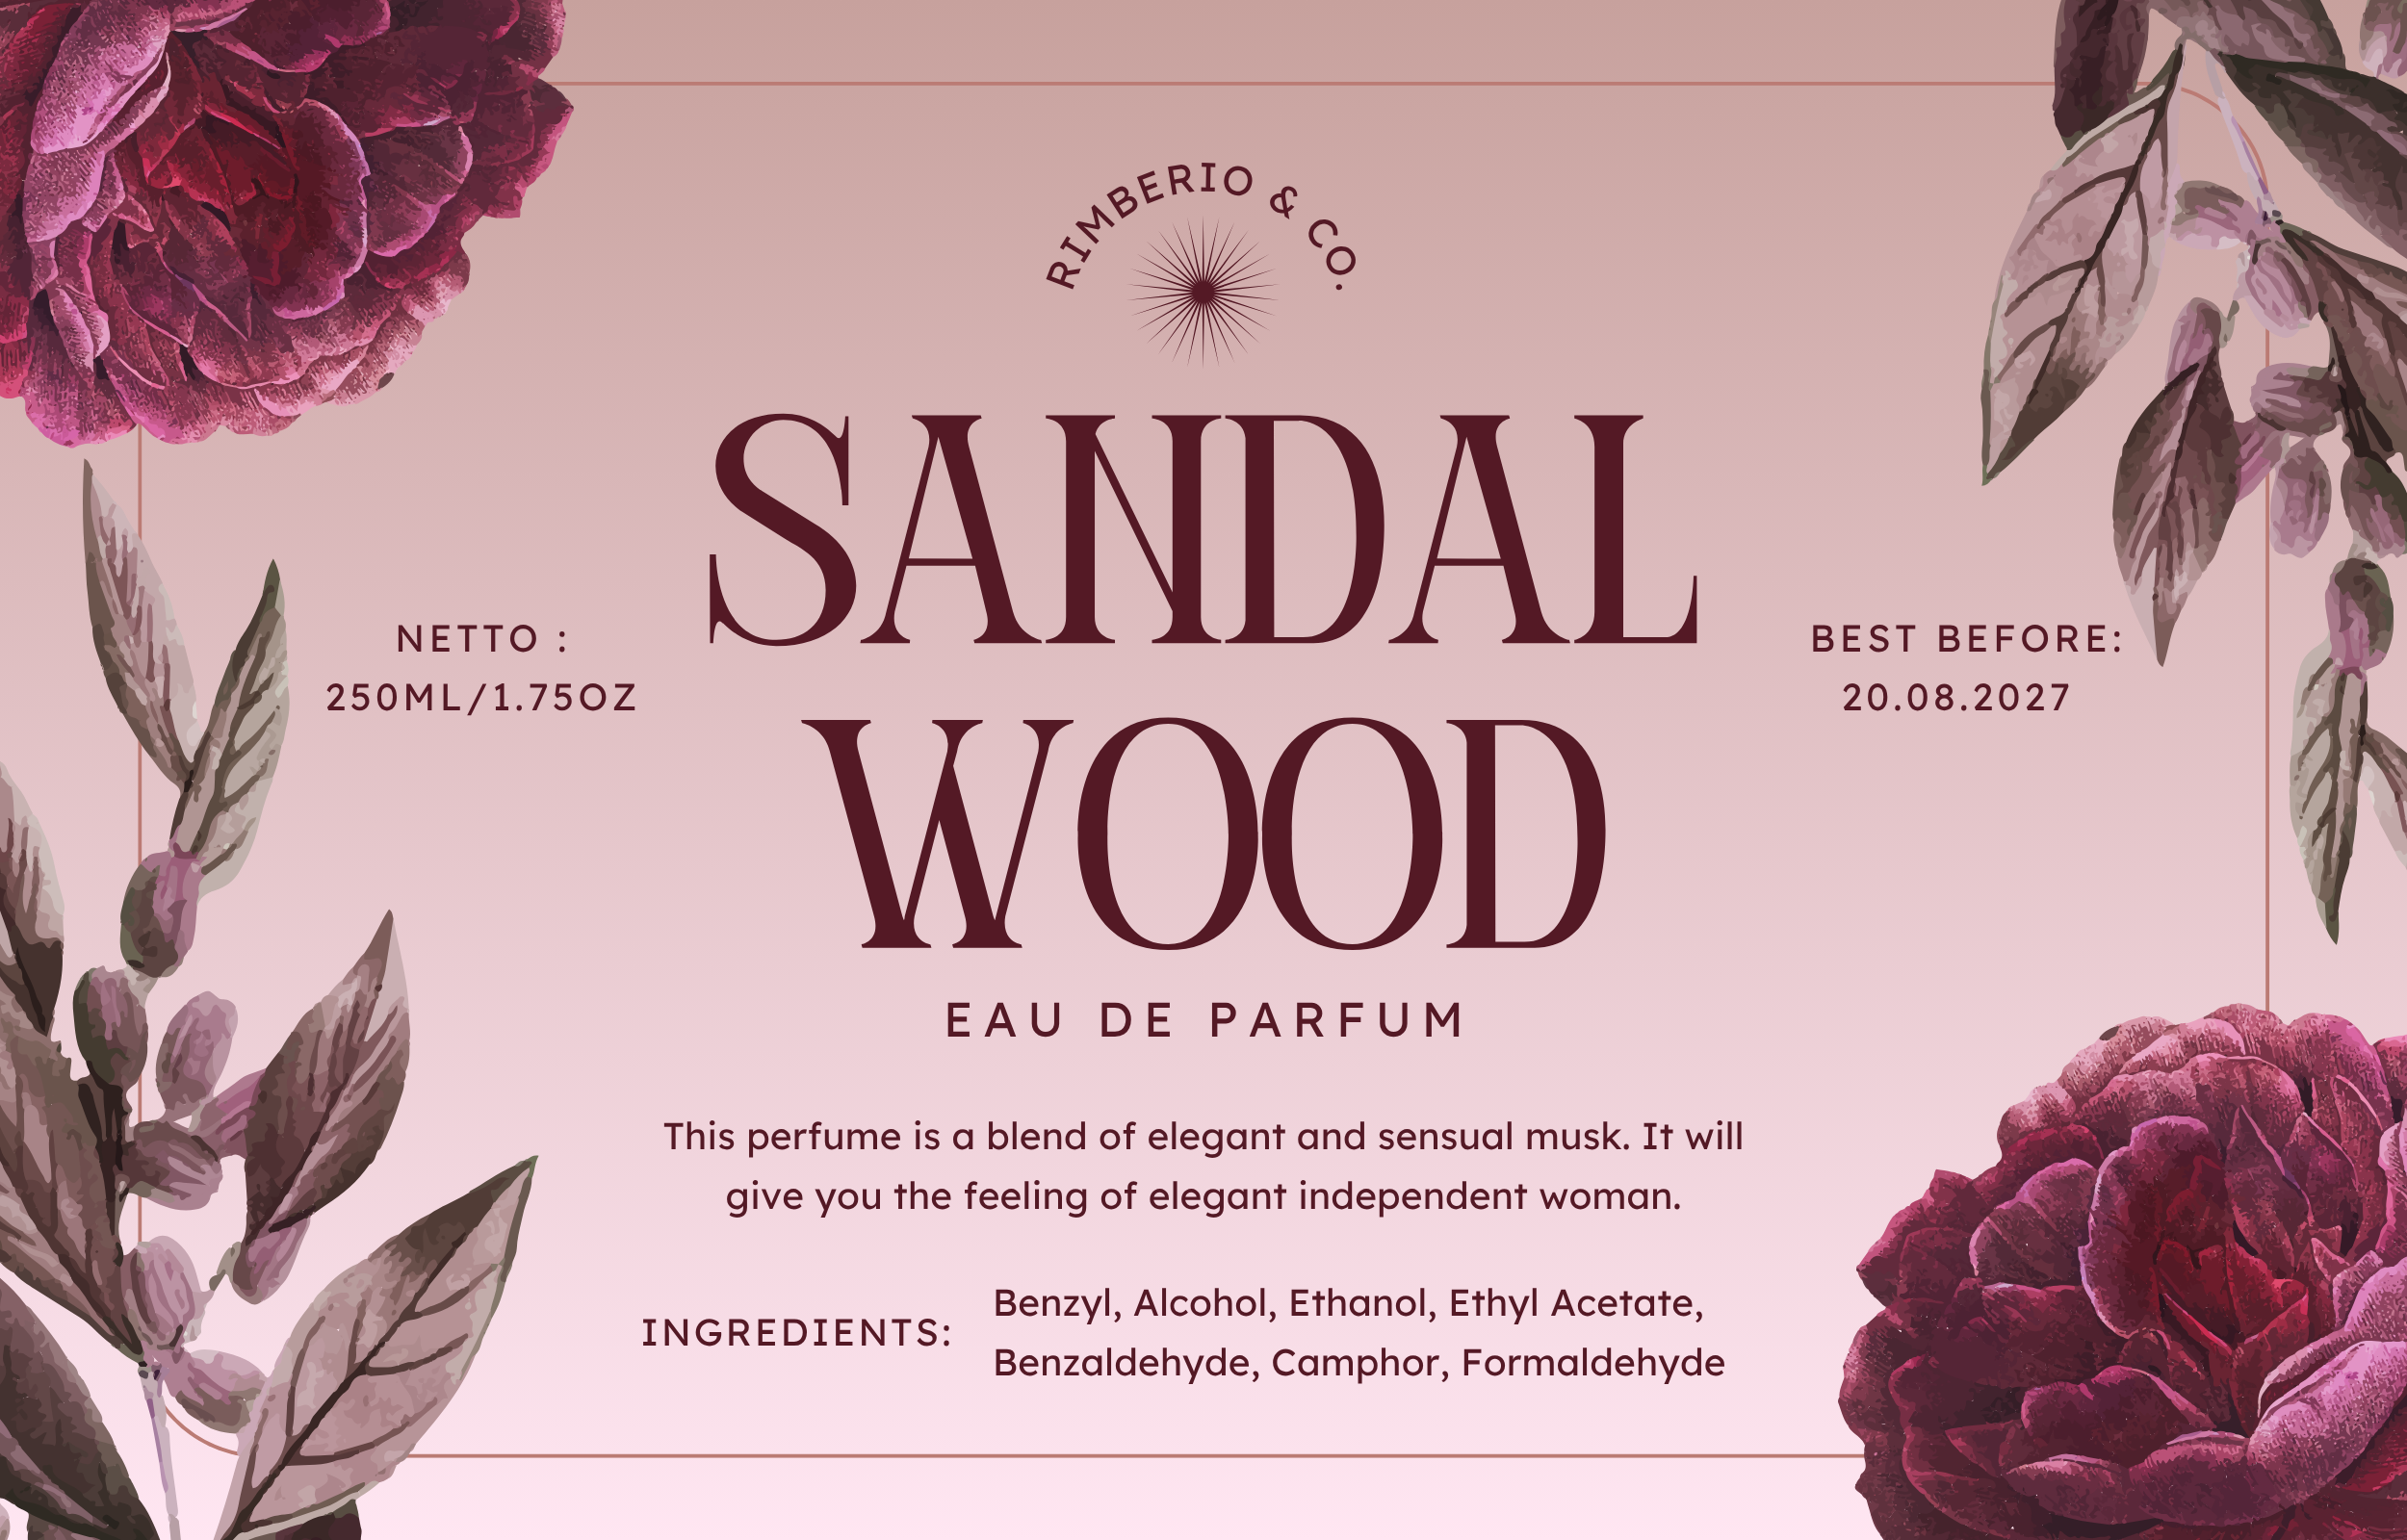 RIMBERIO & CO.
SANDAL
WOOD
NETTO :
250ML/1.75OZ
BEST BEFORE:
20.08.2027
EAU DE PARFUM
This perfume is a blend of elegant and sensual musk. It will
give you the feeling of elegant independent woman.
INGREDIENTS:
Benzyl, Alcohol, Ethanol, Ethyl Acetate,
Benzaldehyde, Camphor, Formaldehyde